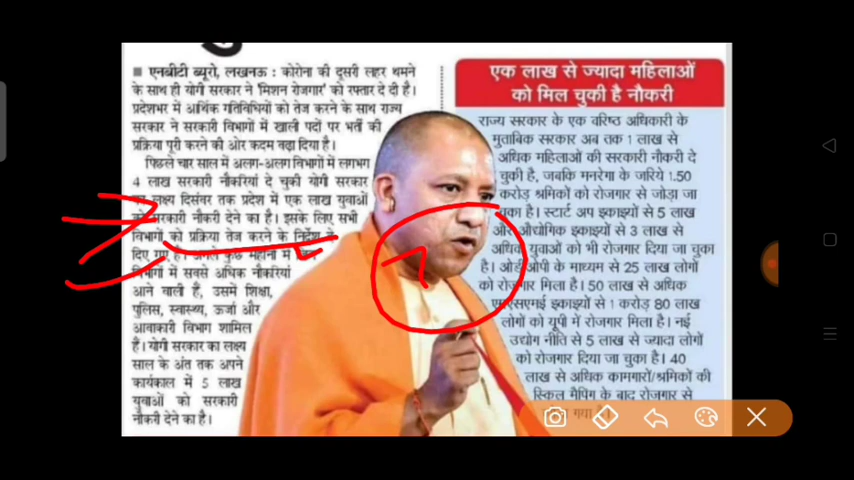 ■ एनबीटी ब्यूरो, लखनऊ : कोरोना की दूसरी लहर थमने
के साथ ही योगी सरकार ने 'मिशन रोजगार' को रफ्तार दे दी है।
प्रदेशभर में आर्थिक गतिविधियों को तेज करने के साथ राज्य
सरकार ने सरकारी विभागों में खाली पदों पर भर्ती की
प्रक्रिया पूरी करने की ओर कदम बढ़ा दिया है।
पिछले चार साल में अलग-अलग विभागों में लगभग
4 लाख सरकारी नौकरियां दे चुकी योगी सरकार
का लक्ष्य दिसंबर तक प्रदेश में एक लाख युवाओं
को सरकारी नौकरी देने का है। इसके लिए सभी
विभागों को प्रक्रिया तेज करने के निर्देश
दिए गए है। कुछ महीनों में
विभागों में सबसे अधिक नौकरियां
आने वाली है, उसमें शिक्षा,
पुलिस, स्वास्थ्य, ऊर्जा और
आवाकारी विभाग शामिल
है। योगी सरकार का लक्ष्य
साल के अंत तक अपने
कार्यकाल में 5 लाख
युवाओं को सरकारी
नौकरी देने का है।
एक लाख से ज्यादा महिलाओं
को मिल चुकी है नौकरी
राज्य सरकार के एक वरिष्ठ अधिकारी के
मुताबिक सरकार अब तक 1 लाख से
अधिक महिलाओं की सरकारी नौकरी दे
चुकी है, जबकि मनरेगा के जरिये 1.50
करोड़ श्रमिकों को रोजगार से जोड़ा जा
चुका है। स्टार्ट अप इकाइयों से 5 लाख
और औद्योगिक इकाइयों से 3 लाख से
अधिक युवाओं को भी रोजगार दिया जा चुका
है। ओडीओपी के माध्यम से 25 लाख लोगों
को रोजगार मिला है। 50 लाख से अधिक
एमएसएमई इकाइयों से 1 करोड़ 80 लाख
लोगों को यूपी में रोजगार मिला है। नई
उद्योग नीति से 5 लाख से ज्यादा लोगों
को रोजगार दिया जा चुका है। 40
लाख से अधिक कामगारों/श्रमिकों की
स्किल मैपिंग के बाद रोजगार से
गया है।